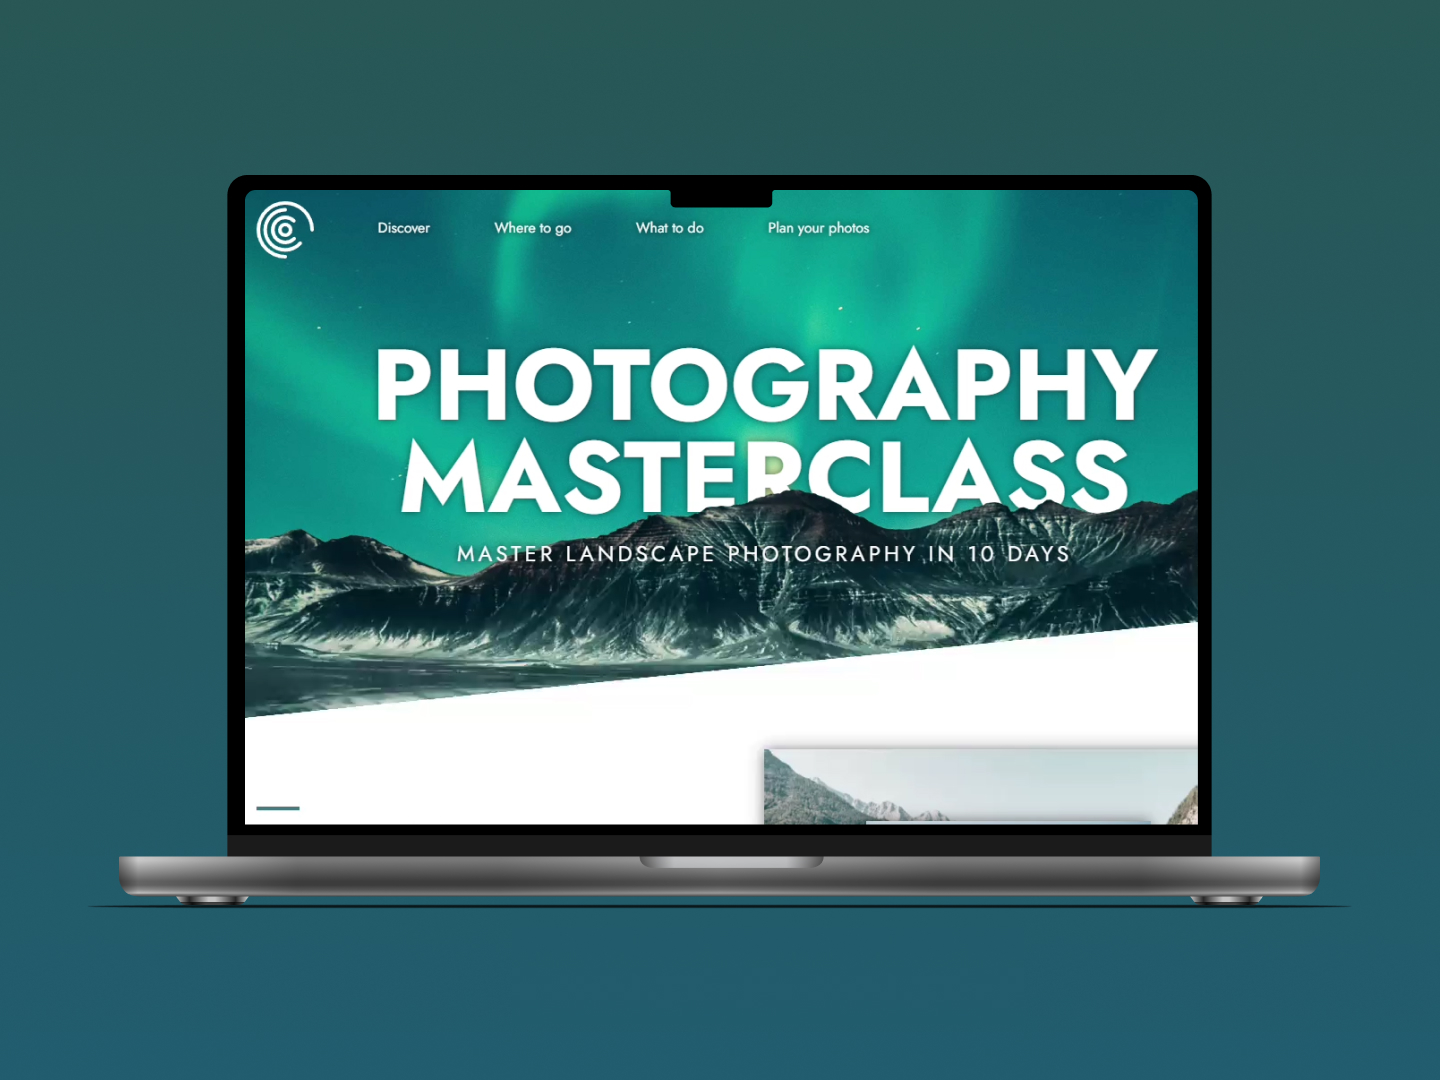 Discover Where to go What to do Plan your photos
PHOTOGRAPHY
MASTERCLASS
MASTER LANDSCAPE PHOTOGRAPHY IN 10 DAYS